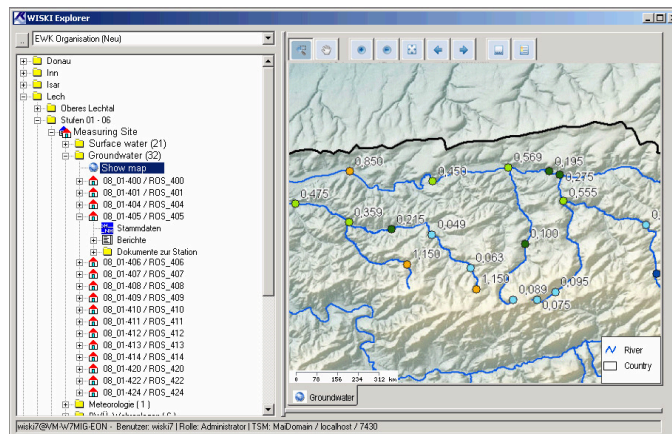 WISKI Explorer
EWK Organisation (Neu)
Donau
Inn
Isar
Lech
Oberes Lechtal
Stufen 01 - 06
Measuring Site
Surface water (21)
Groundwater (32)
Show map
08_01-400 / ROS_400
08_01-401 / ROS_401
08_01-404 / ROS_404
08_01-405 / ROS_405
Stammdaten
Berichte
Dokumente zur Station
08_01-406 / ROS_406
08_01-407 / ROS_407
08_01-408 / ROS_408
08_01-409 / ROS_409
08_01-410 / ROS_410
08_01-411 / ROS_411
08_01-412 / ROS_412
08_01-413 / ROS_413
08_01-414 / ROS_414
08_01-420 / ROS_420
08_01-422 / ROS_422
08_01-424 / ROS_424
Meteorologie ( 1 )
0,850
0,450
0,569
0,195
0,275
0,475
0,359
0,215
0,049
0,555
0,100
1,150
0,063
1,150
0,089
0,095
0,075
River
Country
0 78 156 234 312 km
Groundwater
wiski7@VM-W7MIG-EON - Benutzer: wiski7 | Rolle: Administrator | TSM: MaiDomain / localhost / 7430